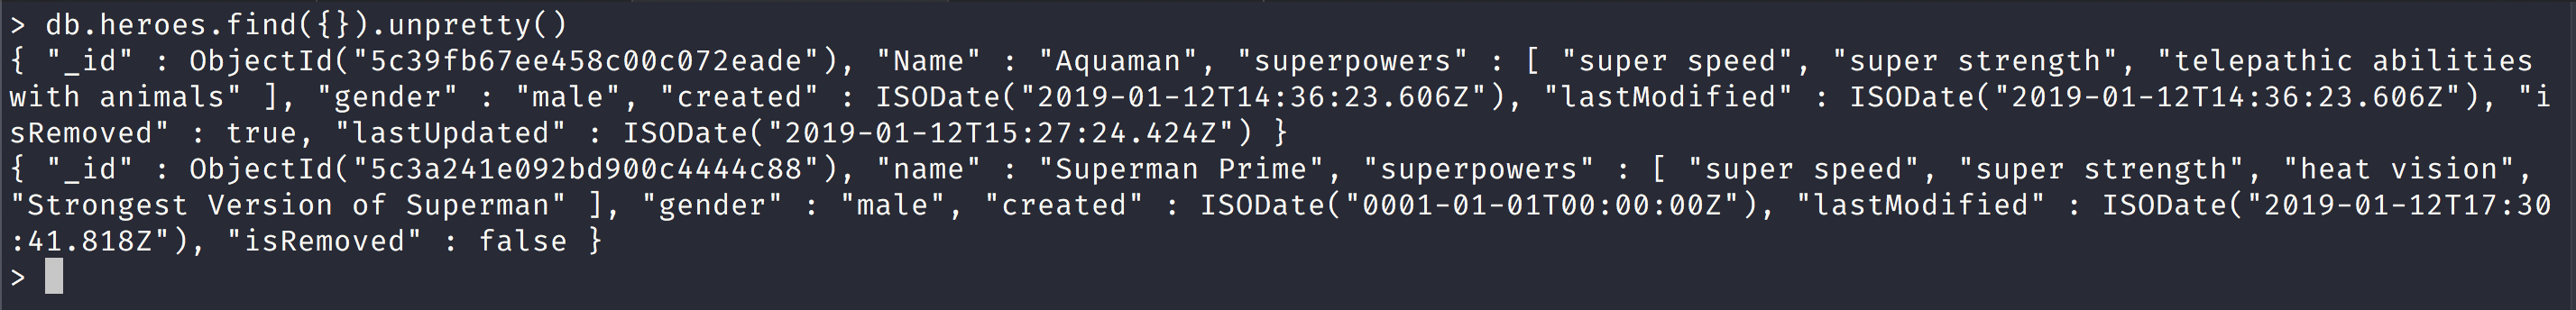 > db.heroes.find({}).unpretty()
{ "_id" : ObjectId("5c39fb67ee458c00c072eade"), "Name" : "Aquaman", "superpowers" : [ "super speed", "super strength", "telepathic abilities
with animals" ], "gender" : "male", "created" : ISODate("2019-01-12T14:36:23.606Z"), "lastModified" : ISODate("2019-01-12T14:36:23.606Z"), "i
sRemoved" : true, "lastUpdated" : ISODate("2019-01-12T15:27:24.424Z") }
{ "_id" : ObjectId("5c3a241e092bd900c4444c88"), "name" : "Superman Prime", "superpowers" : [ "super speed", "super strength", "heat vision",
"Strongest Version of Superman" ], "gender" : "male", "created" : ISODate("0001-01-01T00:00:00Z"), "lastModified" : ISODate("2019-01-12T17:30
:41.818Z"), "isRemoved" : false }
>